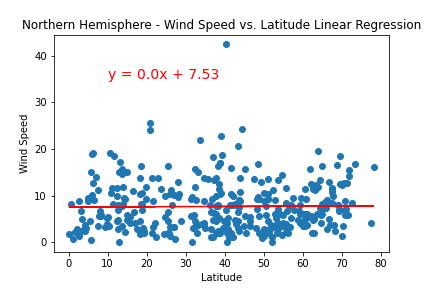 Northern Hemisphere - Wind Speed vs. Latitude Linear Regression
40
y = 0.0x + 7.53
30
Wind Speed
20
10
0
0 10 20 30 40 50 60 70 80
Latitude